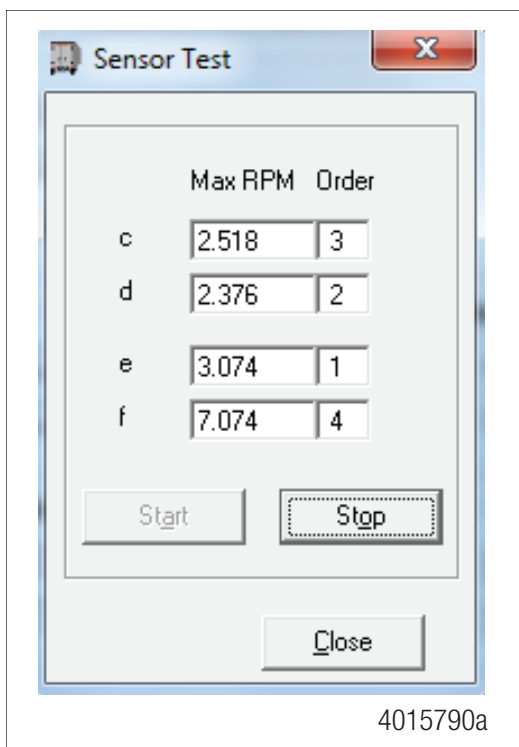 Sensor Test
Max RPM Order
c 2.518 3
d 2.376 2
e 3.074 1
f 7.074 4
Start Stop
Close
4015790a